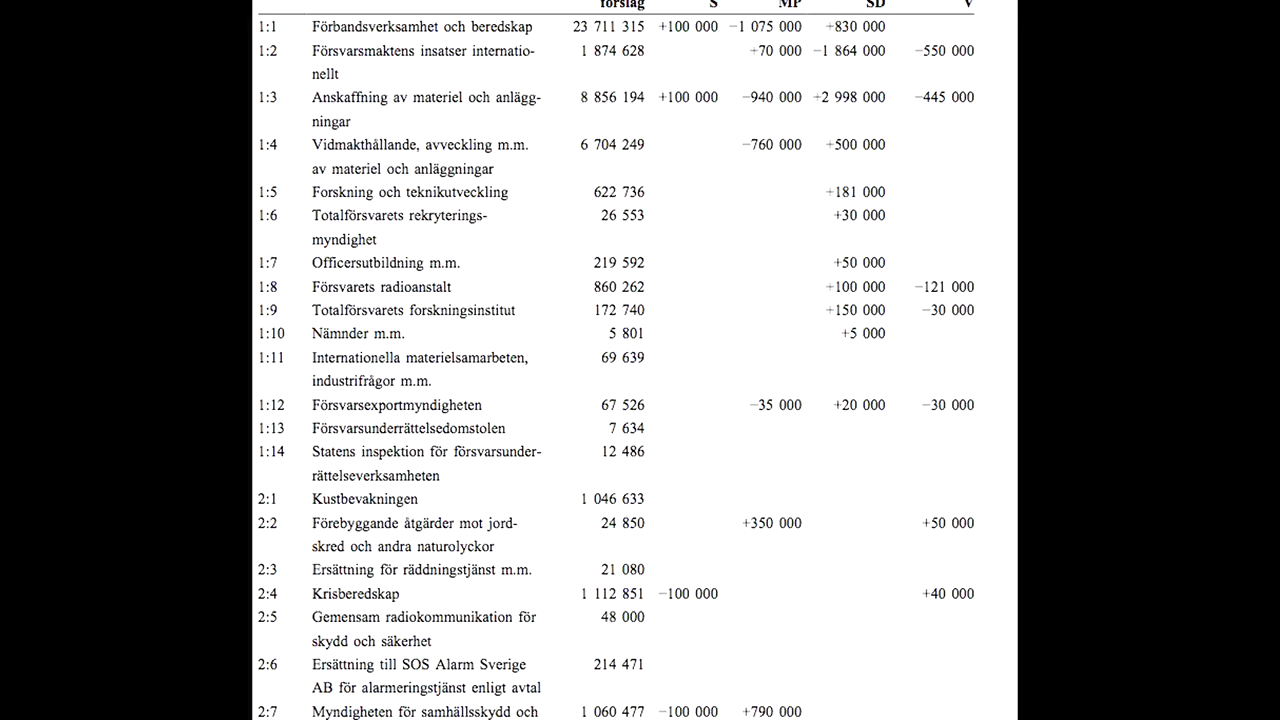 förslag S MP SD V
1:1 Förbandsverksamhet och beredskap 23 711 315 +100 000 −1 075 000 +830 000
1:2 Försvarsmaktens insatser internatio- 1 874 628 +70 000 −1 864 000 −550 000
nellt
1:3 Anskaffning av materiel och anlägg- 8 856 194 +100 000 −940 000 +2 998 000 −445 000
ningar
1:4 Vidmakthållande, avveckling m.m. 6 704 249 −760 000 +500 000
av materiel och anläggningar
1:5 Forskning och teknikutveckling 622 736 +181 000
1:6 Totalförsvarets rekryterings- 26 553 +30 000
myndighet
1:7 Officersutbildning m.m. 219 592 +50 000
1:8 Försvarets radioanstalt 860 262 +100 000 −121 000
1:9 Totalförsvarets forskningsinstitut 172 740 +150 000 −30 000
1:10 Nämnder m.m. 5 801 +5 000
1:11 Internationella materielsamarbeten, 69 639
industrifrågor m.m.
1:12 Försvarsexportmyndigheten 67 526 −35 000 +20 000 −30 000
1:13 Försvarsunderrättelsedomstolen 7 634
1:14 Statens inspektion för försvarsunder- 12 486
rättelseverksamheten
2:1 Kustbevakningen 1 046 633
2:2 Förebyggande åtgärder mot jord- 24 850 +350 000 +50 000
skred och andra naturolyckor
2:3 Ersättning för räddningstjänst m.m. 21 080
2:4 Krisberedskap 1 112 851 −100 000 +40 000
2:5 Gemensam radiokommunikation för 48 000
skydd och säkerhet
2:6 Ersättning till SOS Alarm Sverige 214 471
AB för alarmeringstjänst enligt avtal
2:7 Myndigheten för samhällsskydd och 1 060 477 −100 000 +790 000